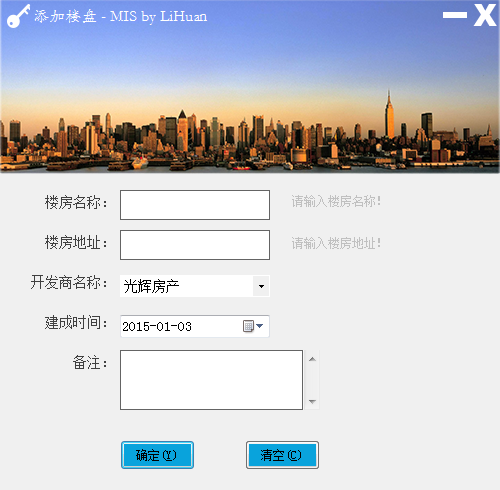 添加楼盘 - MIS by LiHuan
楼房名称： 请输入楼房名称!
楼房地址： 请输入楼房地址!
开发商名称： 光辉房产
建成时间： 2015-01-03
备注：
确定(Y) 清空(C)